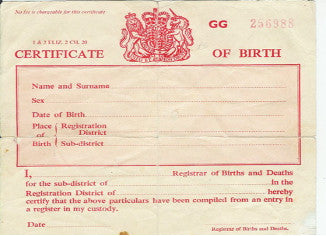 No fee is chargeable for this certificate
GG 256988
1 & 2 ELIZ. 2 CH. 20
CERTIFICATE OF BIRTH
Name and Surname
Sex
Date of Birth
Place of Birth { Registration District
Sub-district
I, Registrar of Births and Deaths
for the sub-district of in the
Registration District of hereby
certify that the above particulars have been compiled from an entry in
a register in my custody.
Date
Registrar of Births and Deaths.